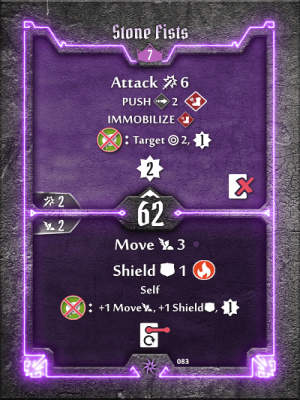 Stone Fists
7
Attack 6
PUSH 2
IMMOBILIZE
: Target 2, 1
2
2
62
2
Move 3
Shield 1
Self
: +1 Move, +1 Shield, 1
083